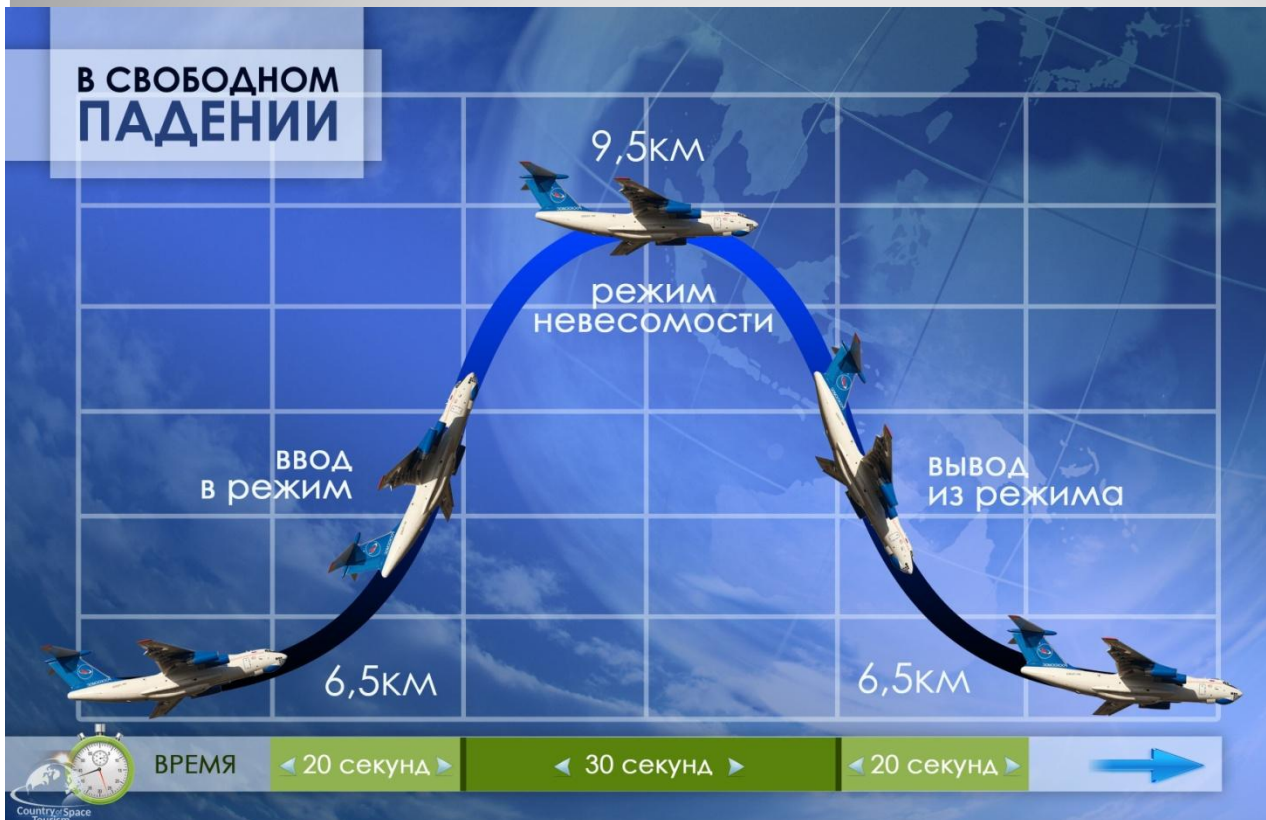 В СВОБОДНОМ
ПАДЕНИИ
9,5км
режим
невесомости
ввод
в режим
вывод
из режима
6,5км
6,5км
ВРЕМЯ
20 секунд
30 секунд
20 секунд
Country of Space
Tourism